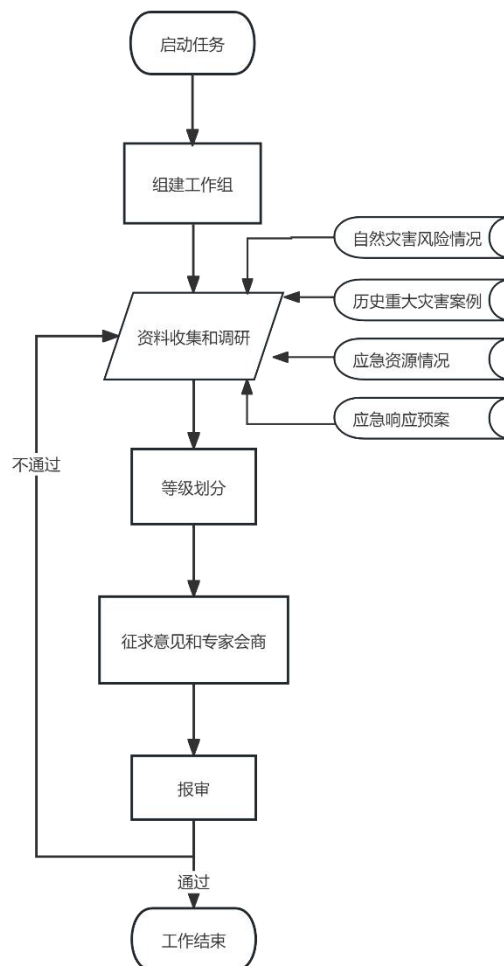 启动任务
组建工作组
自然灾害风险情况
历史重大灾害案例
资料收集和调研
应急资源情况
应急响应预案
不通过
等级划分
征求意见和专家会商
报审
通过
工作结束